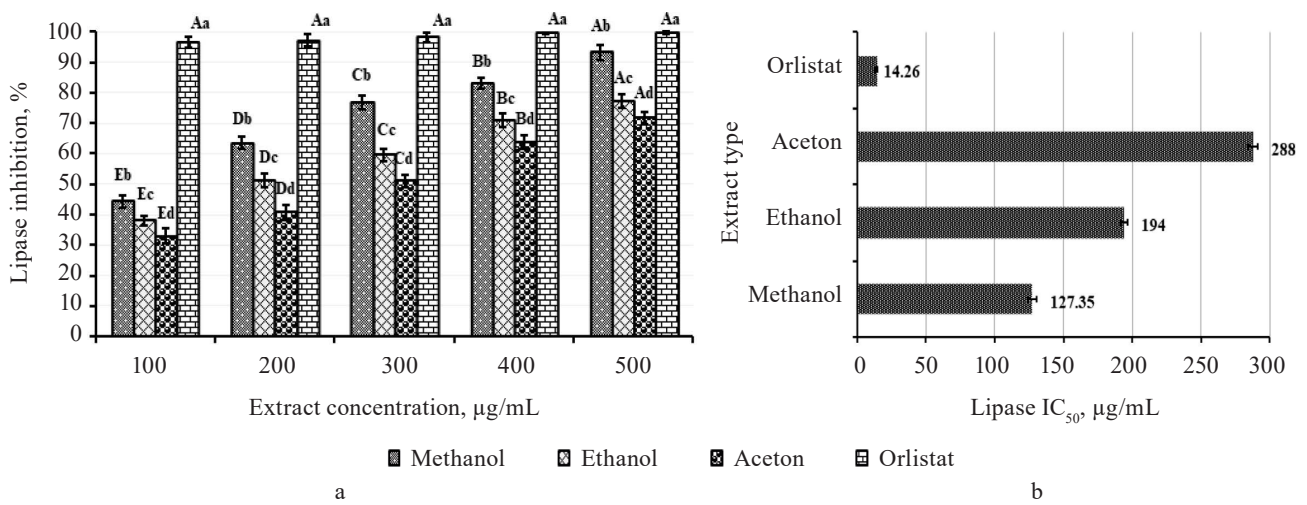 Lipase inhibition, %
100
90
80
70
60
50
40
30
20
10
0
Eb Ec Ed Aa
Db Dc Dd Aa
Cb Cc Cd Aa
Bb Bc Bd Aa
Ab Ac Ad Aa
100 200 300 400 500
Extract concentration, µg/mL
Extract type
Orlistat 14.26
Aceton 288
Ethanol 194
Methanol 127.35
0 50 100 150 200 250 300
Lipase IC50, µg/mL
Methanol Ethanol Aceton Orlistat
a b